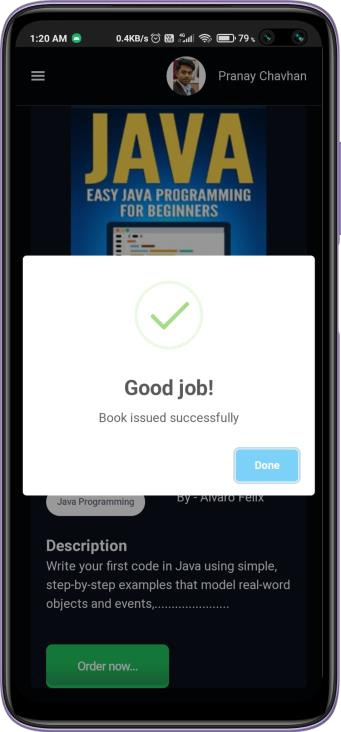 1:20 AM 0.4KB/s 79
Pranay Chavhan
JAVA
EASY JAVA PROGRAMMING
FOR BEGINNERS
Good job!
Book issued successfully
Done
Java Programming
By - Alvaro Felix
Description
Write your first code in Java using simple,
step-by-step examples that model real-word
objects and events,......................
Order now...